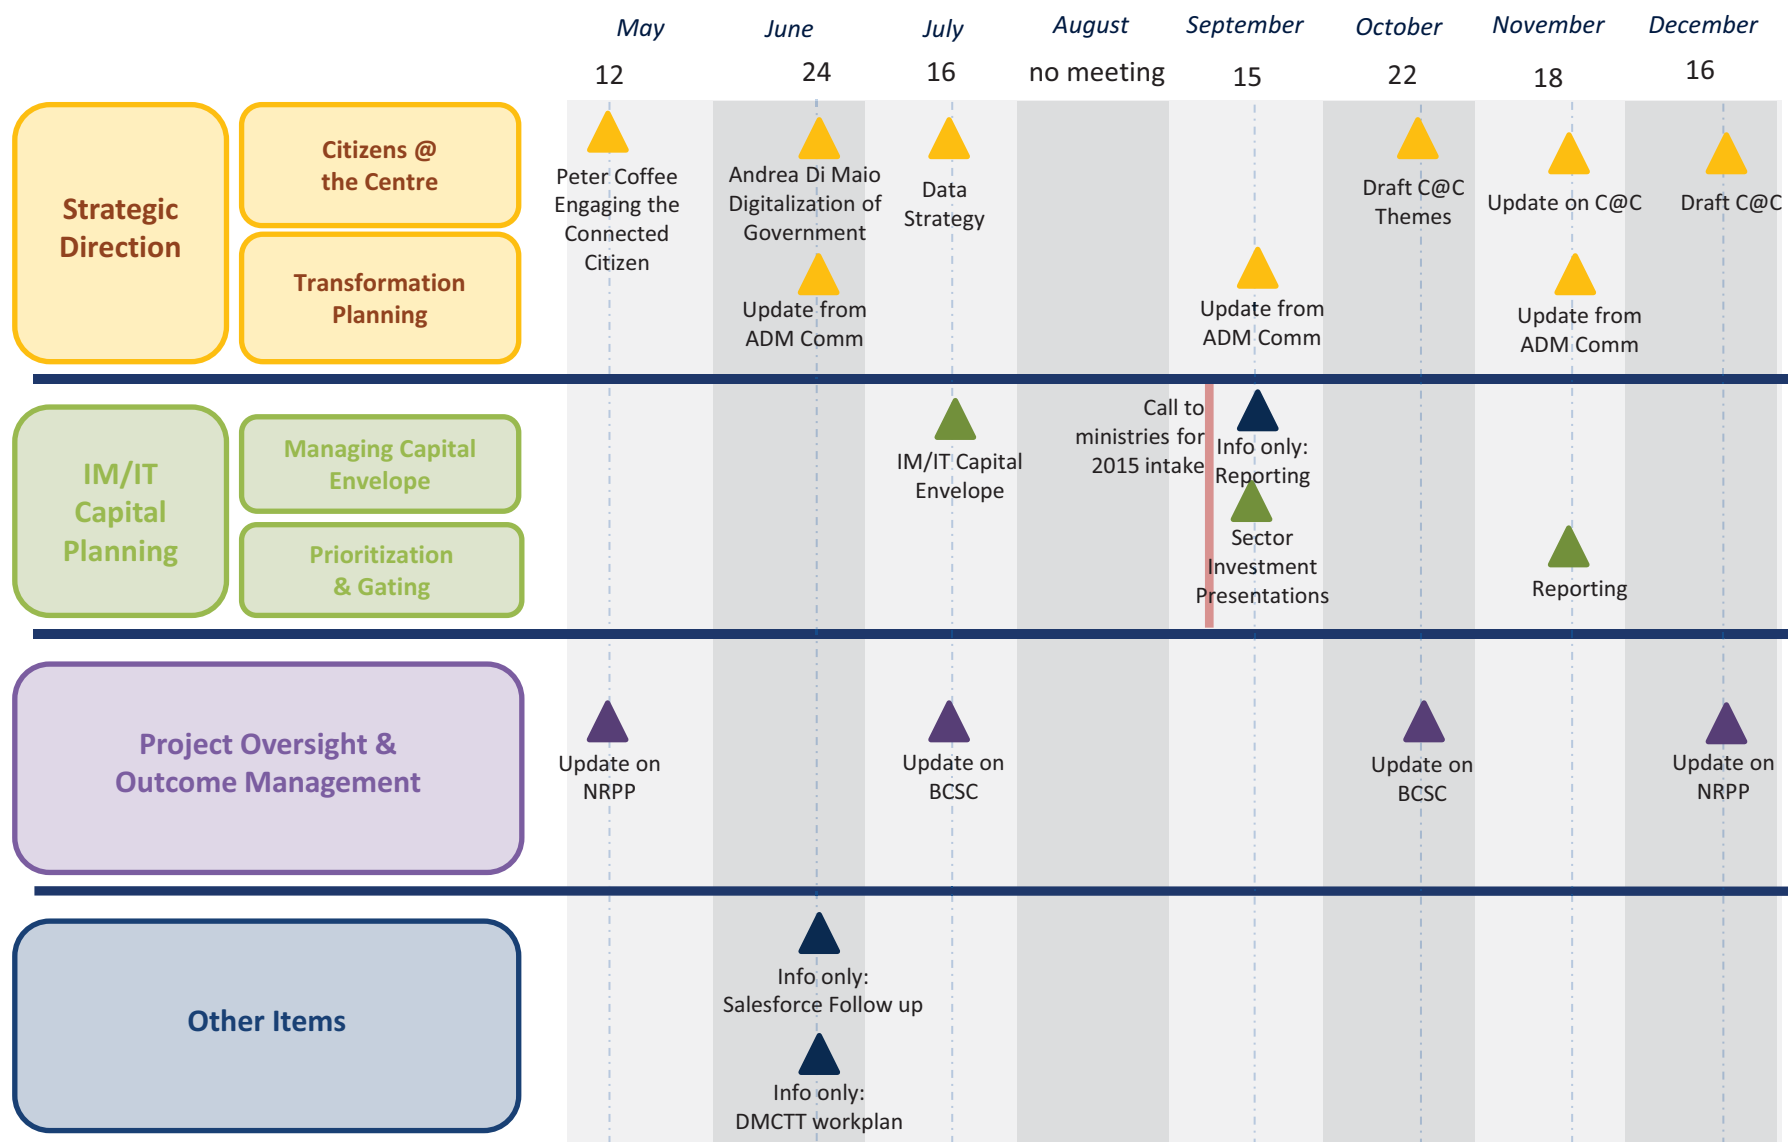 May June July August September October November December
12 24 16 no meeting 15 22 18 16
Strategic
Direction
Citizens @
the Centre
Peter Coffee
Engaging the
Connected
Citizen
Andrea Di Maio
Digitalization of
Government
Data
Strategy
Draft C@C
Themes
Update on C@C
Draft C@C
Transformation
Planning
Update from
ADM Comm
Update from
ADM Comm
Update from
ADM Comm
IM/IT
Capital
Planning
Managing Capital
Envelope
IM/IT Capital
Envelope
Call to
ministries for
2015 intake
Info only:
Reporting
Prioritization
& Gating
Sector
Investment
Presentations
Reporting
Project Oversight &
Outcome Management
Update on
NRPP
Update on
BCSC
Update on
BCSC
Update on
NRPP
Other Items
Info only:
Salesforce Follow up
Info only:
DMCTT workplan